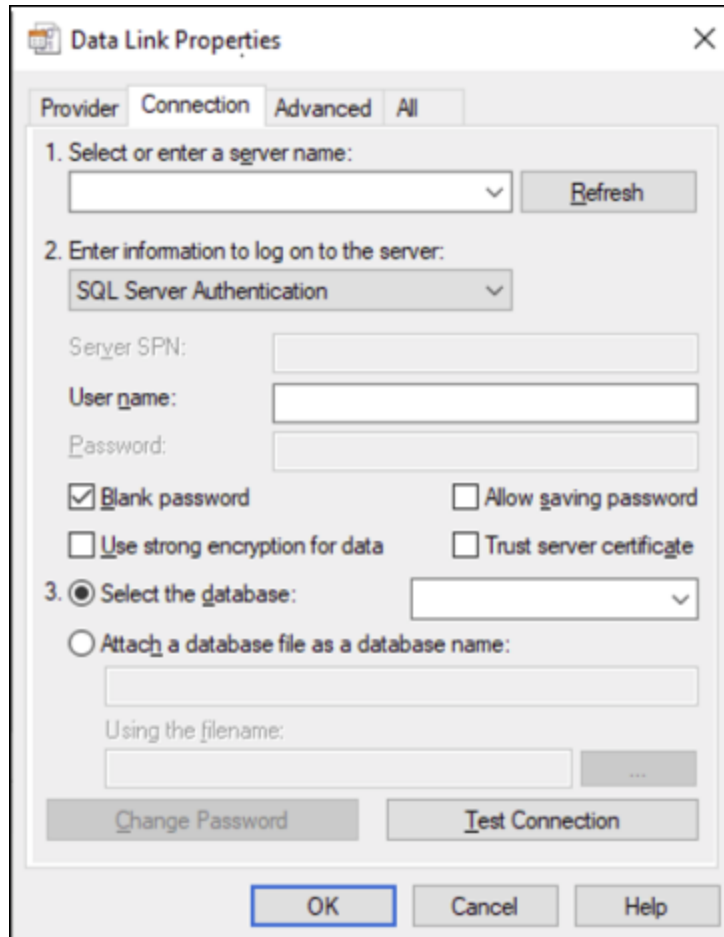 Data Link Properties
Provider Connection Advanced All
1. Select or enter a server name:
Refresh
2. Enter information to log on to the server:
SQL Server Authentication
Server SPN:
User name:
Password:
Blank password Allow saving password
Use strong encryption for data Trust server certificate
3. Select the database:
Attach a database file as a database name:
Using the filename:
...
Change Password Test Connection
OK Cancel Help